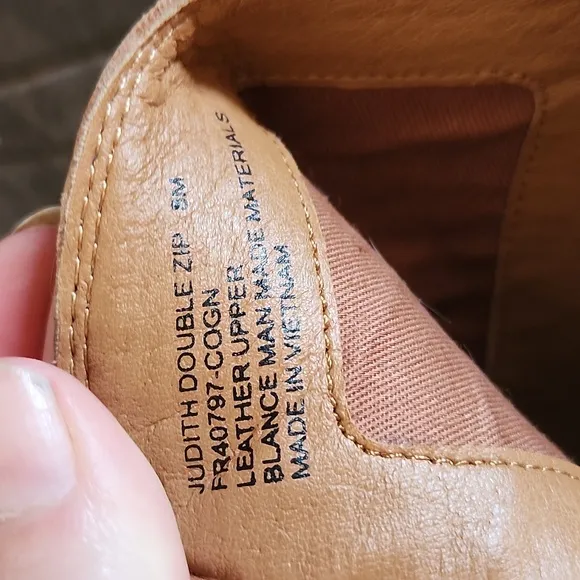 JUDITH DOUBLE ZIP 8M
FR40797-COGN
LEATHER UPPER
BLANCE MAN MADE MATERIALS
MADE IN VIETNAM